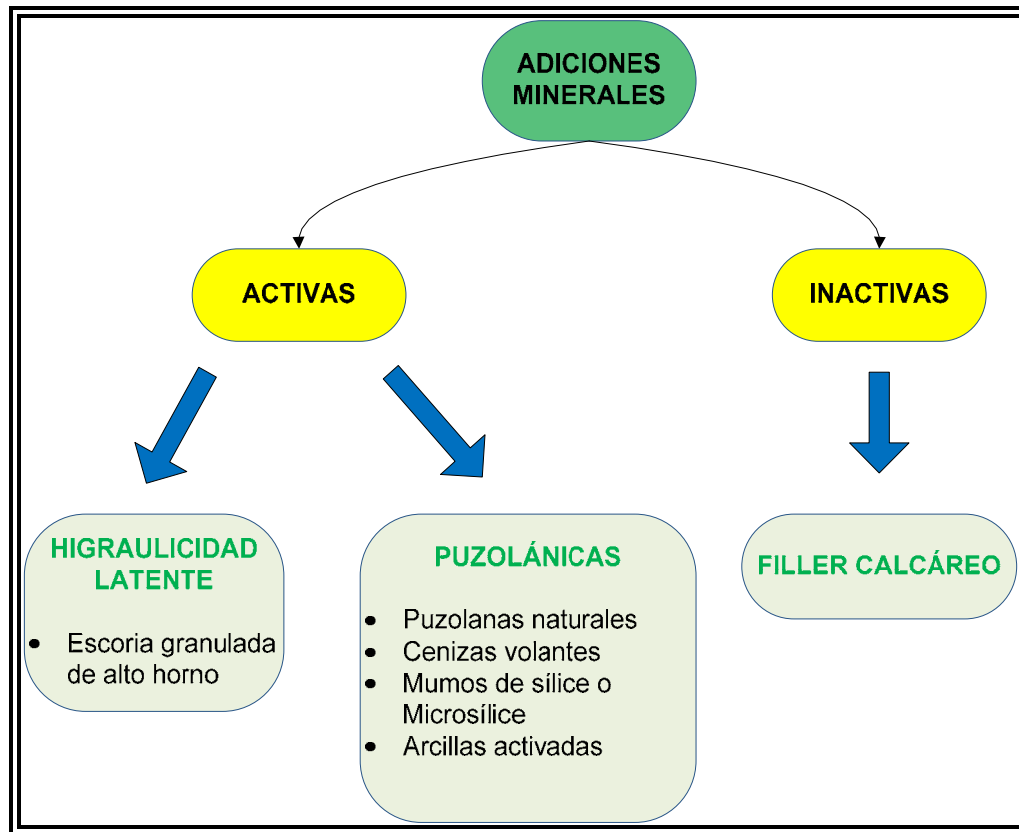 ADICIONES
MINERALES
ACTIVAS
INACTIVAS
HIGRAULICIDAD
LATENTE
• Escoria granulada
de alto horno
PUZOLÁNICAS
• Puzolanas naturales
• Cenizas volantes
• Mumos de sílice o
Microsílice
• Arcillas activadas
FILLER CALCÁREO